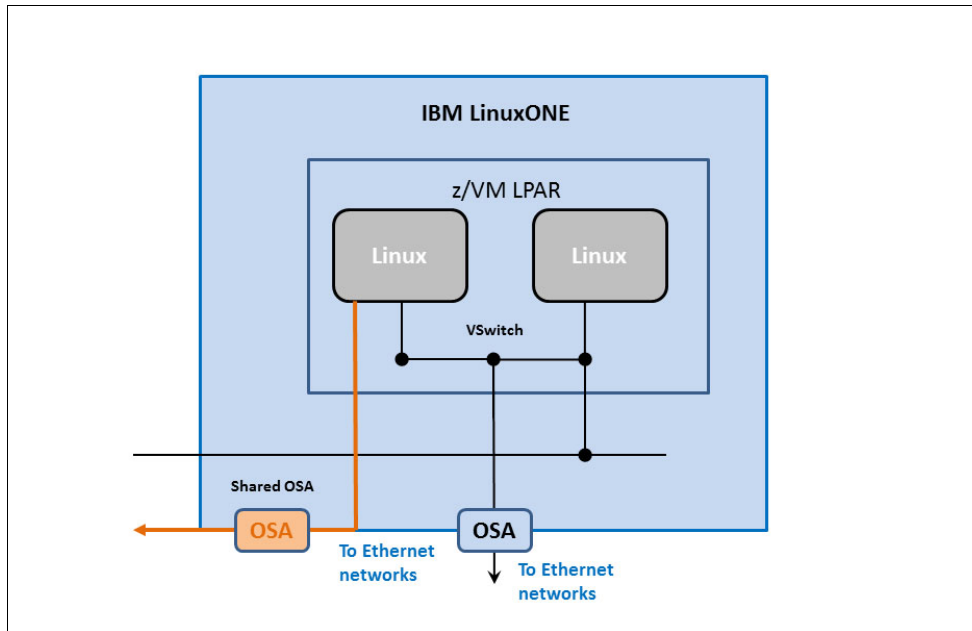 IBM LinuxONE
z/VM LPAR
Linux
Linux
VSwitch
Shared OSA
OSA
OSA
To Ethernet
networks
To Ethernet
networks